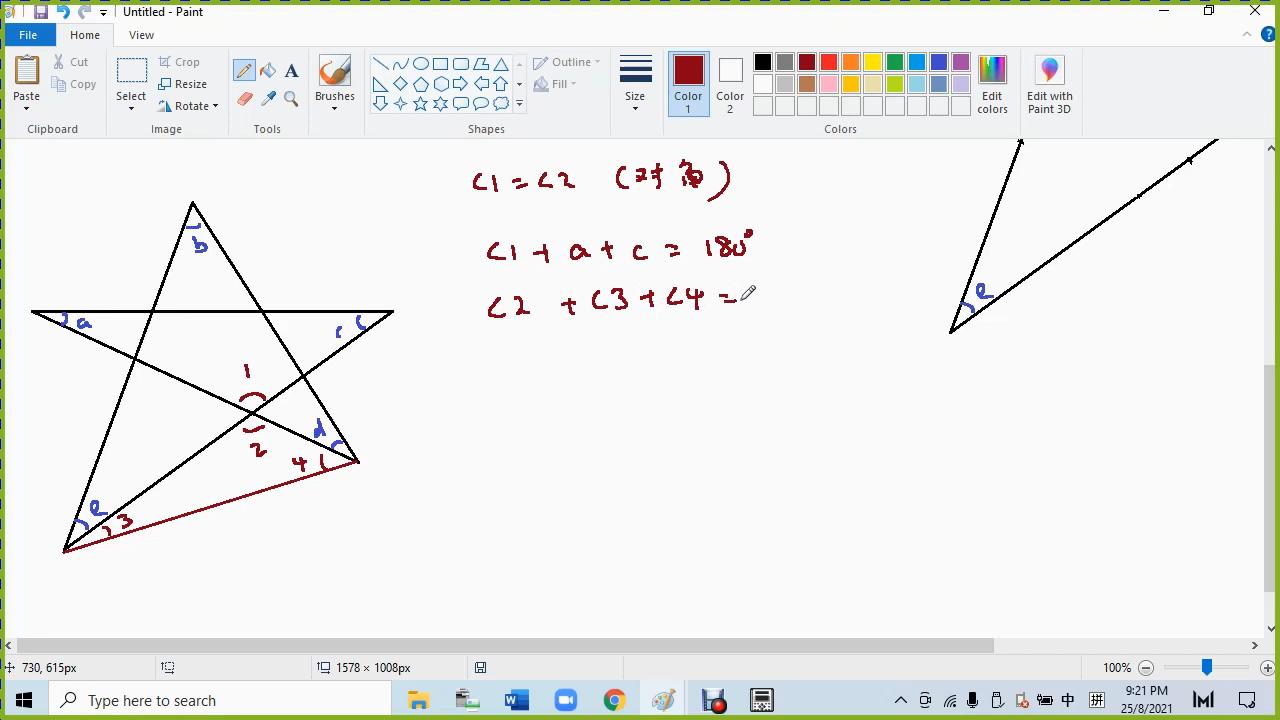 Untitled - Paint
File
Home
View
Cut
Copy
Paste
Clipboard
Crop
Resize
Rotate
Select
Image
Tools
Brushes
Shapes
Outline
Fill
Size
Color 1
Color 2
Colors
Edit colors
Edit with Paint 3D
∠1 = ∠2
∠1 + a + c = 180°
∠2 + ∠3 + ∠4 =
b
a
c
1
2
d
4
e
3
e
730, 615px
1578 × 1008px
100%
Type here to search
中
拼
9:21 PM
25/8/2021